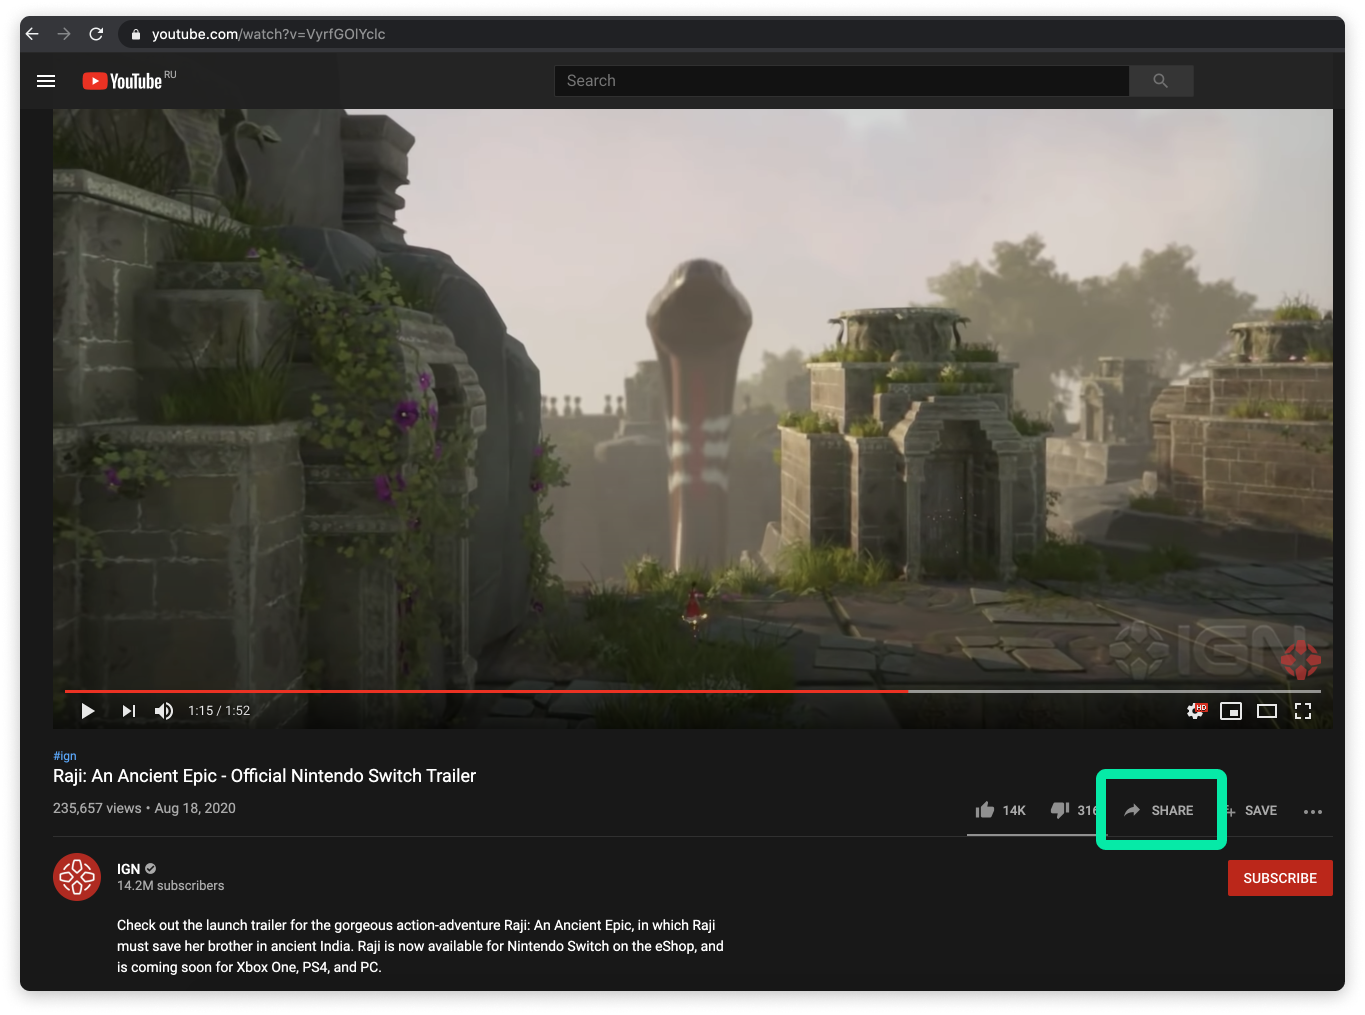 youtube.com/watch?v=VyrfGOlYclc
YouTube RU
Search
IGN
1:15 / 1:52
HD
#ign
Raji: An Ancient Epic - Official Nintendo Switch Trailer
235,657 views • Aug 18, 2020
14K
316
SHARE
SAVE
IGN
14.2M subscribers
SUBSCRIBE
Check out the launch trailer for the gorgeous action-adventure Raji: An Ancient Epic, in which Raji
must save her brother in ancient India. Raji is now available for Nintendo Switch on the eShop, and
is coming soon for Xbox One, PS4, and PC.